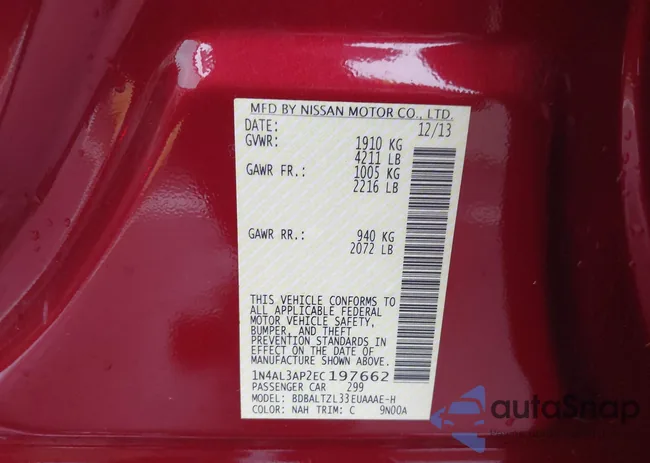 MFD BY NISSAN MOTOR CO., LTD.
DATE: 12/13
GVWR: 1910 KG
4211 LB
GAWR FR.: 1005 KG
2216 LB
GAWR RR.: 940 KG
2072 LB
THIS VEHICLE CONFORMS TO
ALL APPLICABLE FEDERAL
MOTOR VEHICLE SAFETY,
BUMPER, AND THEFT
PREVENTION STANDARDS IN
EFFECT ON THE DATE OF
MANUFACTURE SHOWN ABOVE.
1N4AL3AP2EC197662
PASSENGER CAR 299
MODEL: BDBALTZL33EUAAAE-H
COLOR: NAH TRIM: C 9N00A
autoSnap